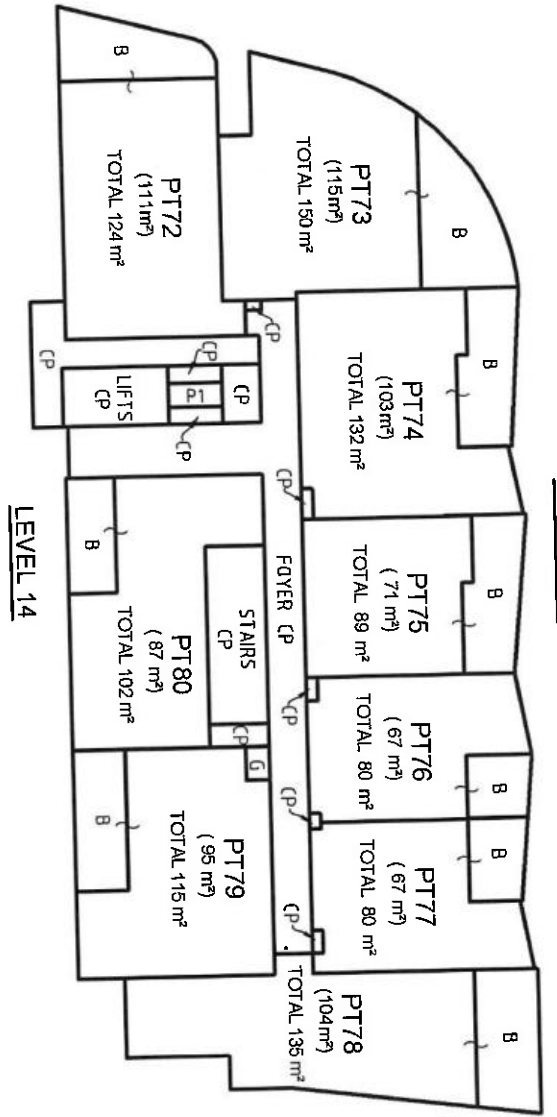 B
PT72
(111m²)
TOTAL 124 m²
PT73
(115m²)
TOTAL 150 m²
B
CP
CP
CP
LIFTS
CP
P1
CP
CP
B
PT74
(103m²)
TOTAL 132 m²
CP
B
PT75
( 71 m²)
TOTAL 89 m²
B
PT76
( 67 m²)
TOTAL 80 m²
CP
B
PT77
( 67 m²)
TOTAL 80 m²
CP
B
PT78
(104m²)
TOTAL 135 m²
CP
FOYER CP
STAIRS
CP
CP
G
B
PT80
( 87 m²)
TOTAL 102 m²
B
PT79
( 95 m²)
TOTAL 115 m²
LEVEL 14